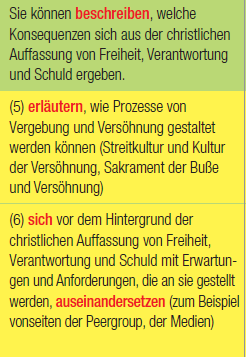 Sie können beschreiben, welche
Konsequenzen sich aus der christlichen
Auffassung von Freiheit, Verantwortung
und Schuld ergeben.
(5) erläutern, wie Prozesse von
Vergebung und Versöhnung gestaltet
werden können (Streitkultur und Kultur
der Versöhnung, Sakrament der Buße
und Versöhnung)
(6) sich vor dem Hintergrund der
christlichen Auffassung von Freiheit,
Verantwortung und Schuld mit Erwartun-
gen und Anforderungen, die an sie gestellt
werden, auseinandersetzen (zum Beispiel
vonseiten der Peergroup, der Medien)